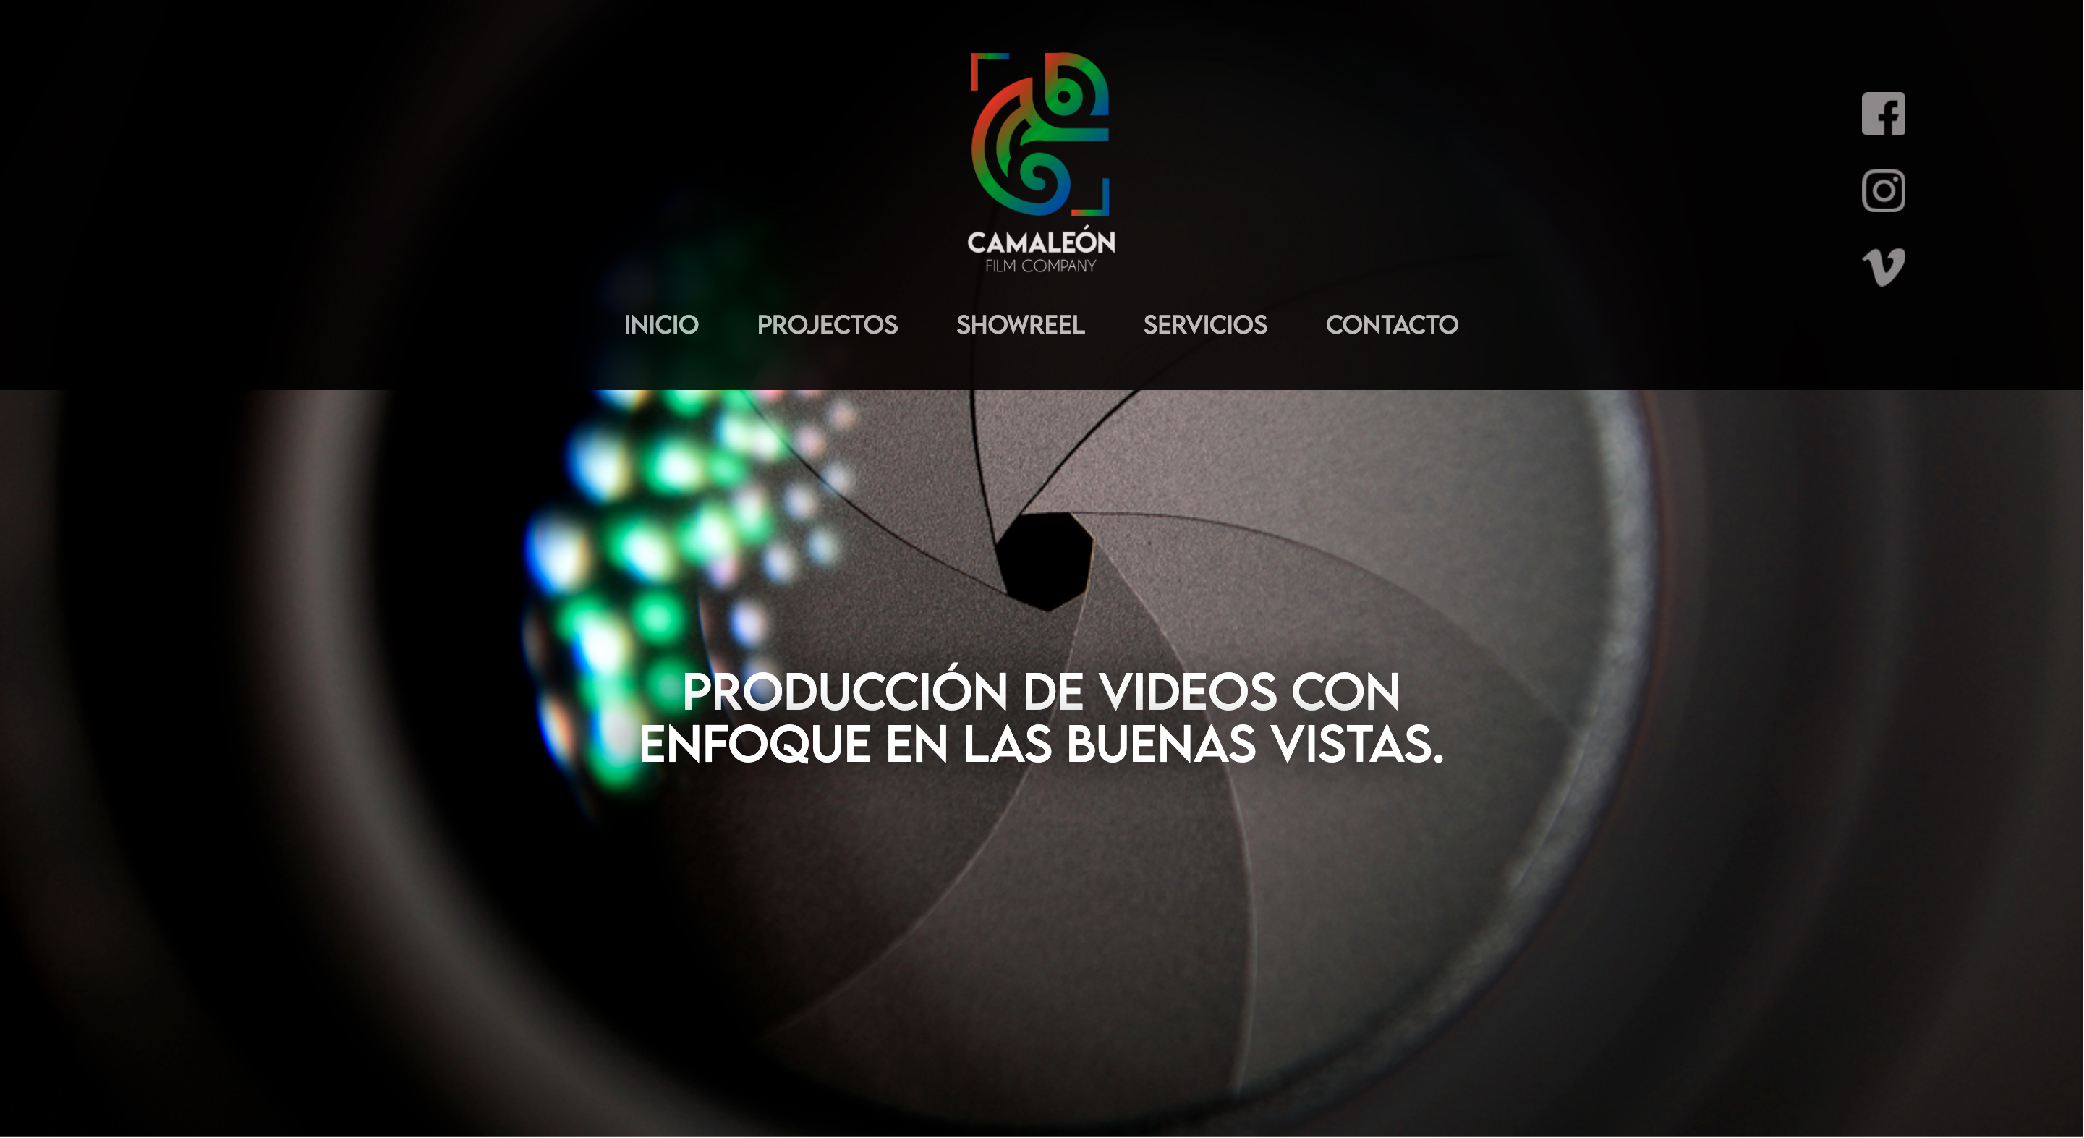 CAMALEÓN
FILM COMPANY
INICIO PROJECTOS SHOWREEL SERVICIOS CONTACTO
PRODUCCIÓN DE VIDEOS CON
ENFOQUE EN LAS BUENAS VISTAS.